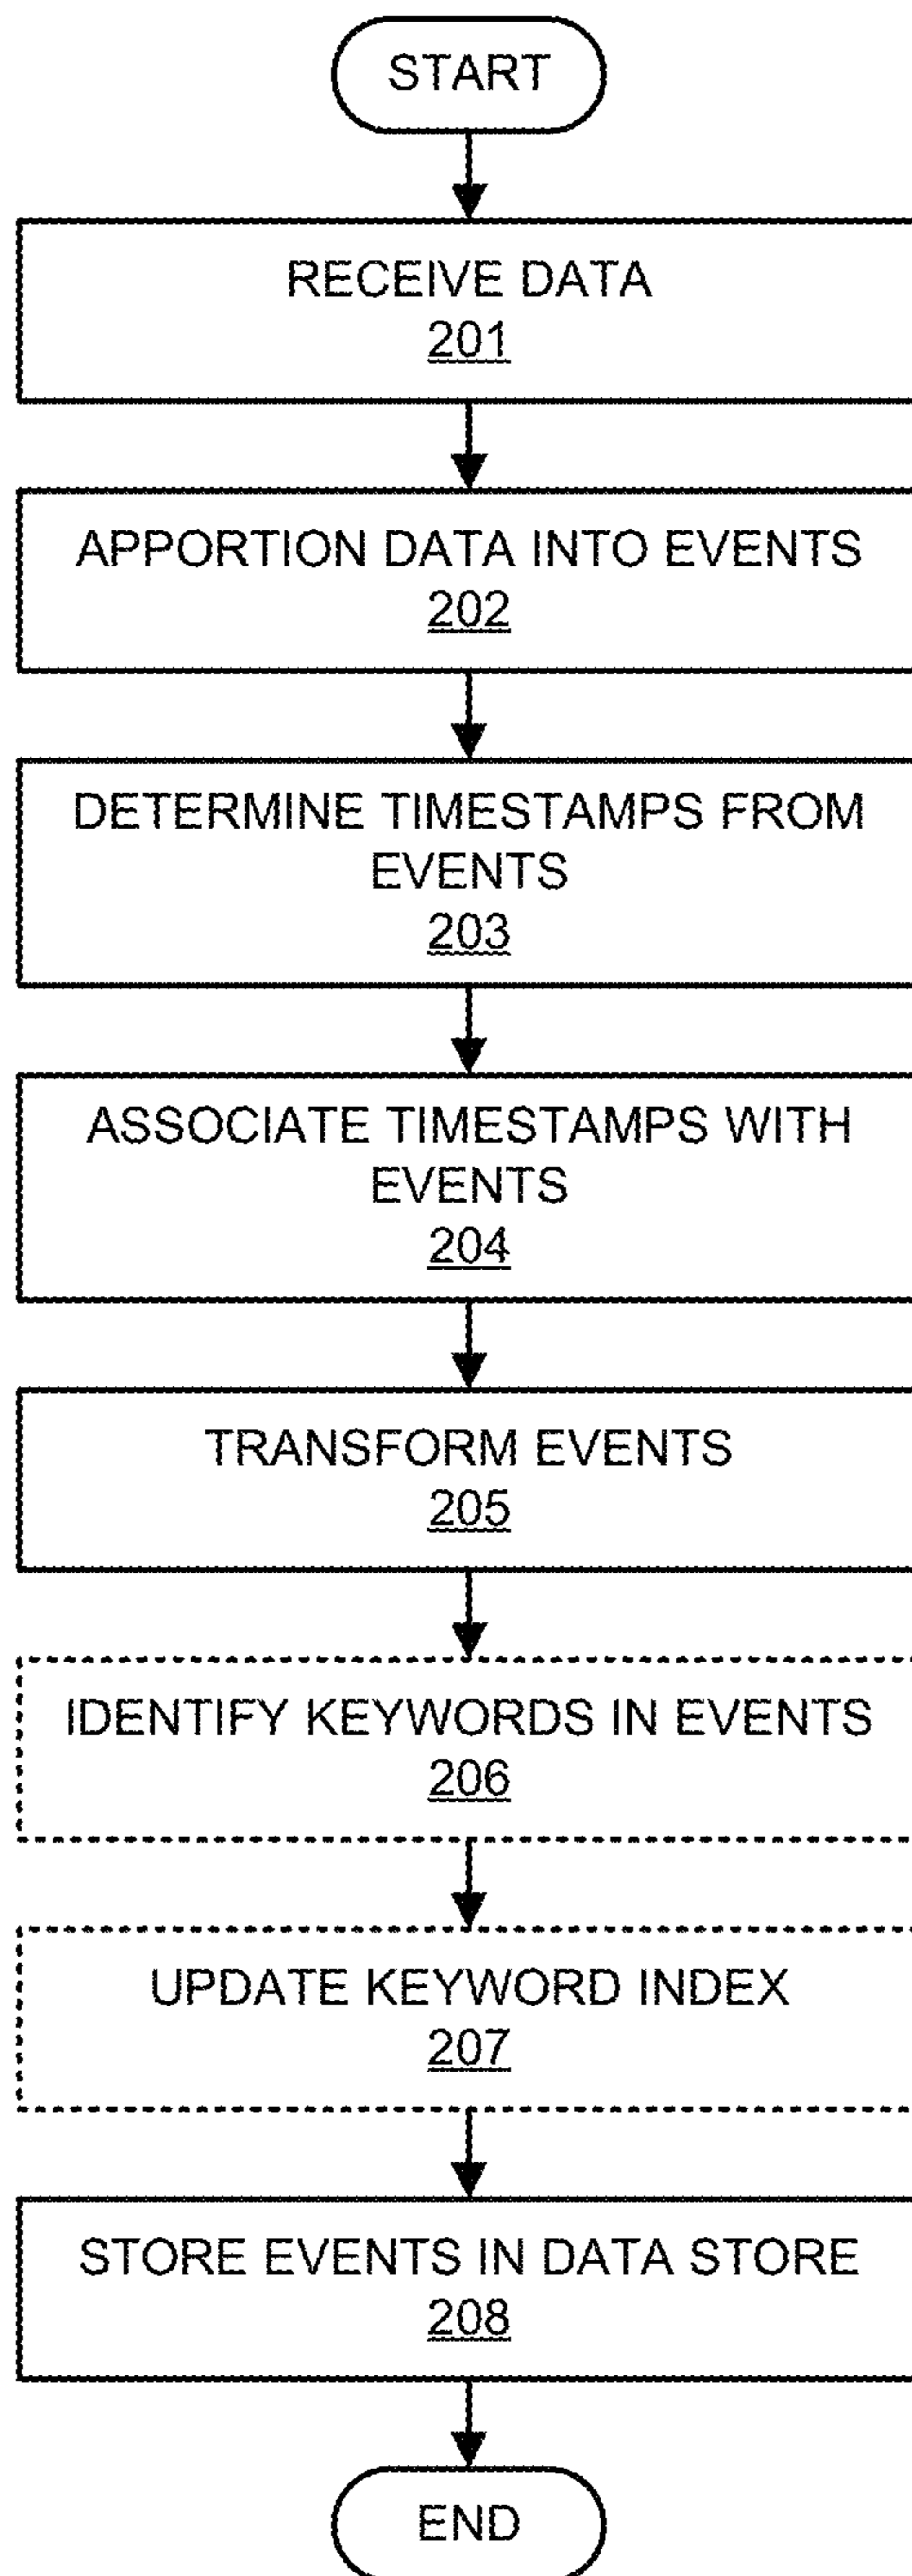 START
RECEIVE DATA
201
APPORTION DATA INTO EVENTS
202
DETERMINE TIMESTAMPS FROM
EVENTS
203
ASSOCIATE TIMESTAMPS WITH
EVENTS
204
TRANSFORM EVENTS
205
IDENTIFY KEYWORDS IN EVENTS
206
UPDATE KEYWORD INDEX
207
STORE EVENTS IN DATA STORE
208
END